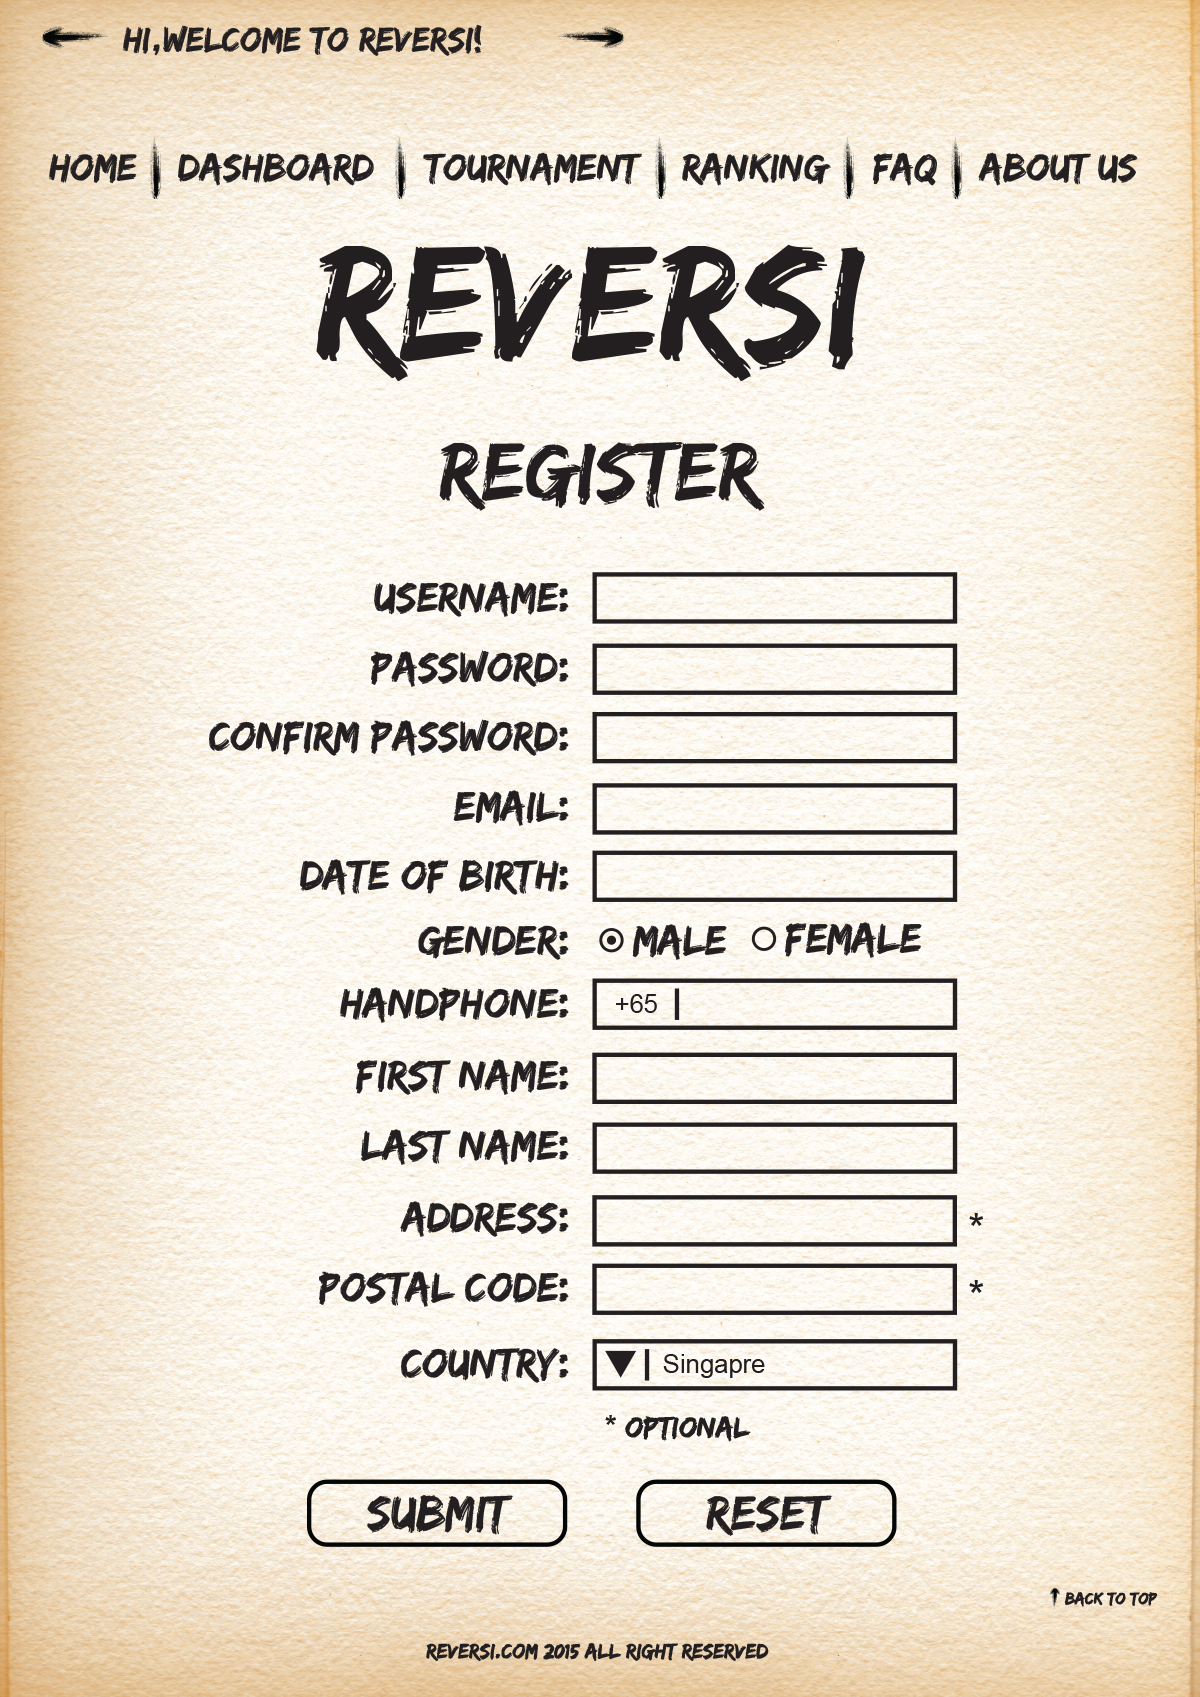 HI,WELCOME TO REVERSI!
HOME DASHBOARD TOURNAMENT RANKING FAQ ABOUT US
REVERSI
REGISTER
USERNAME:
PASSWORD:
CONFIRM PASSWORD:
EMAIL:
DATE OF BIRTH:
GENDER: MALE FEMALE
HANDPHONE: +65
FIRST NAME:
LAST NAME:
ADDRESS: *
POSTAL CODE: *
COUNTRY: Singapre
* OPTIONAL
SUBMIT RESET
BACK TO TOP
REVERSI.COM 2015 ALL RIGHT RESERVED